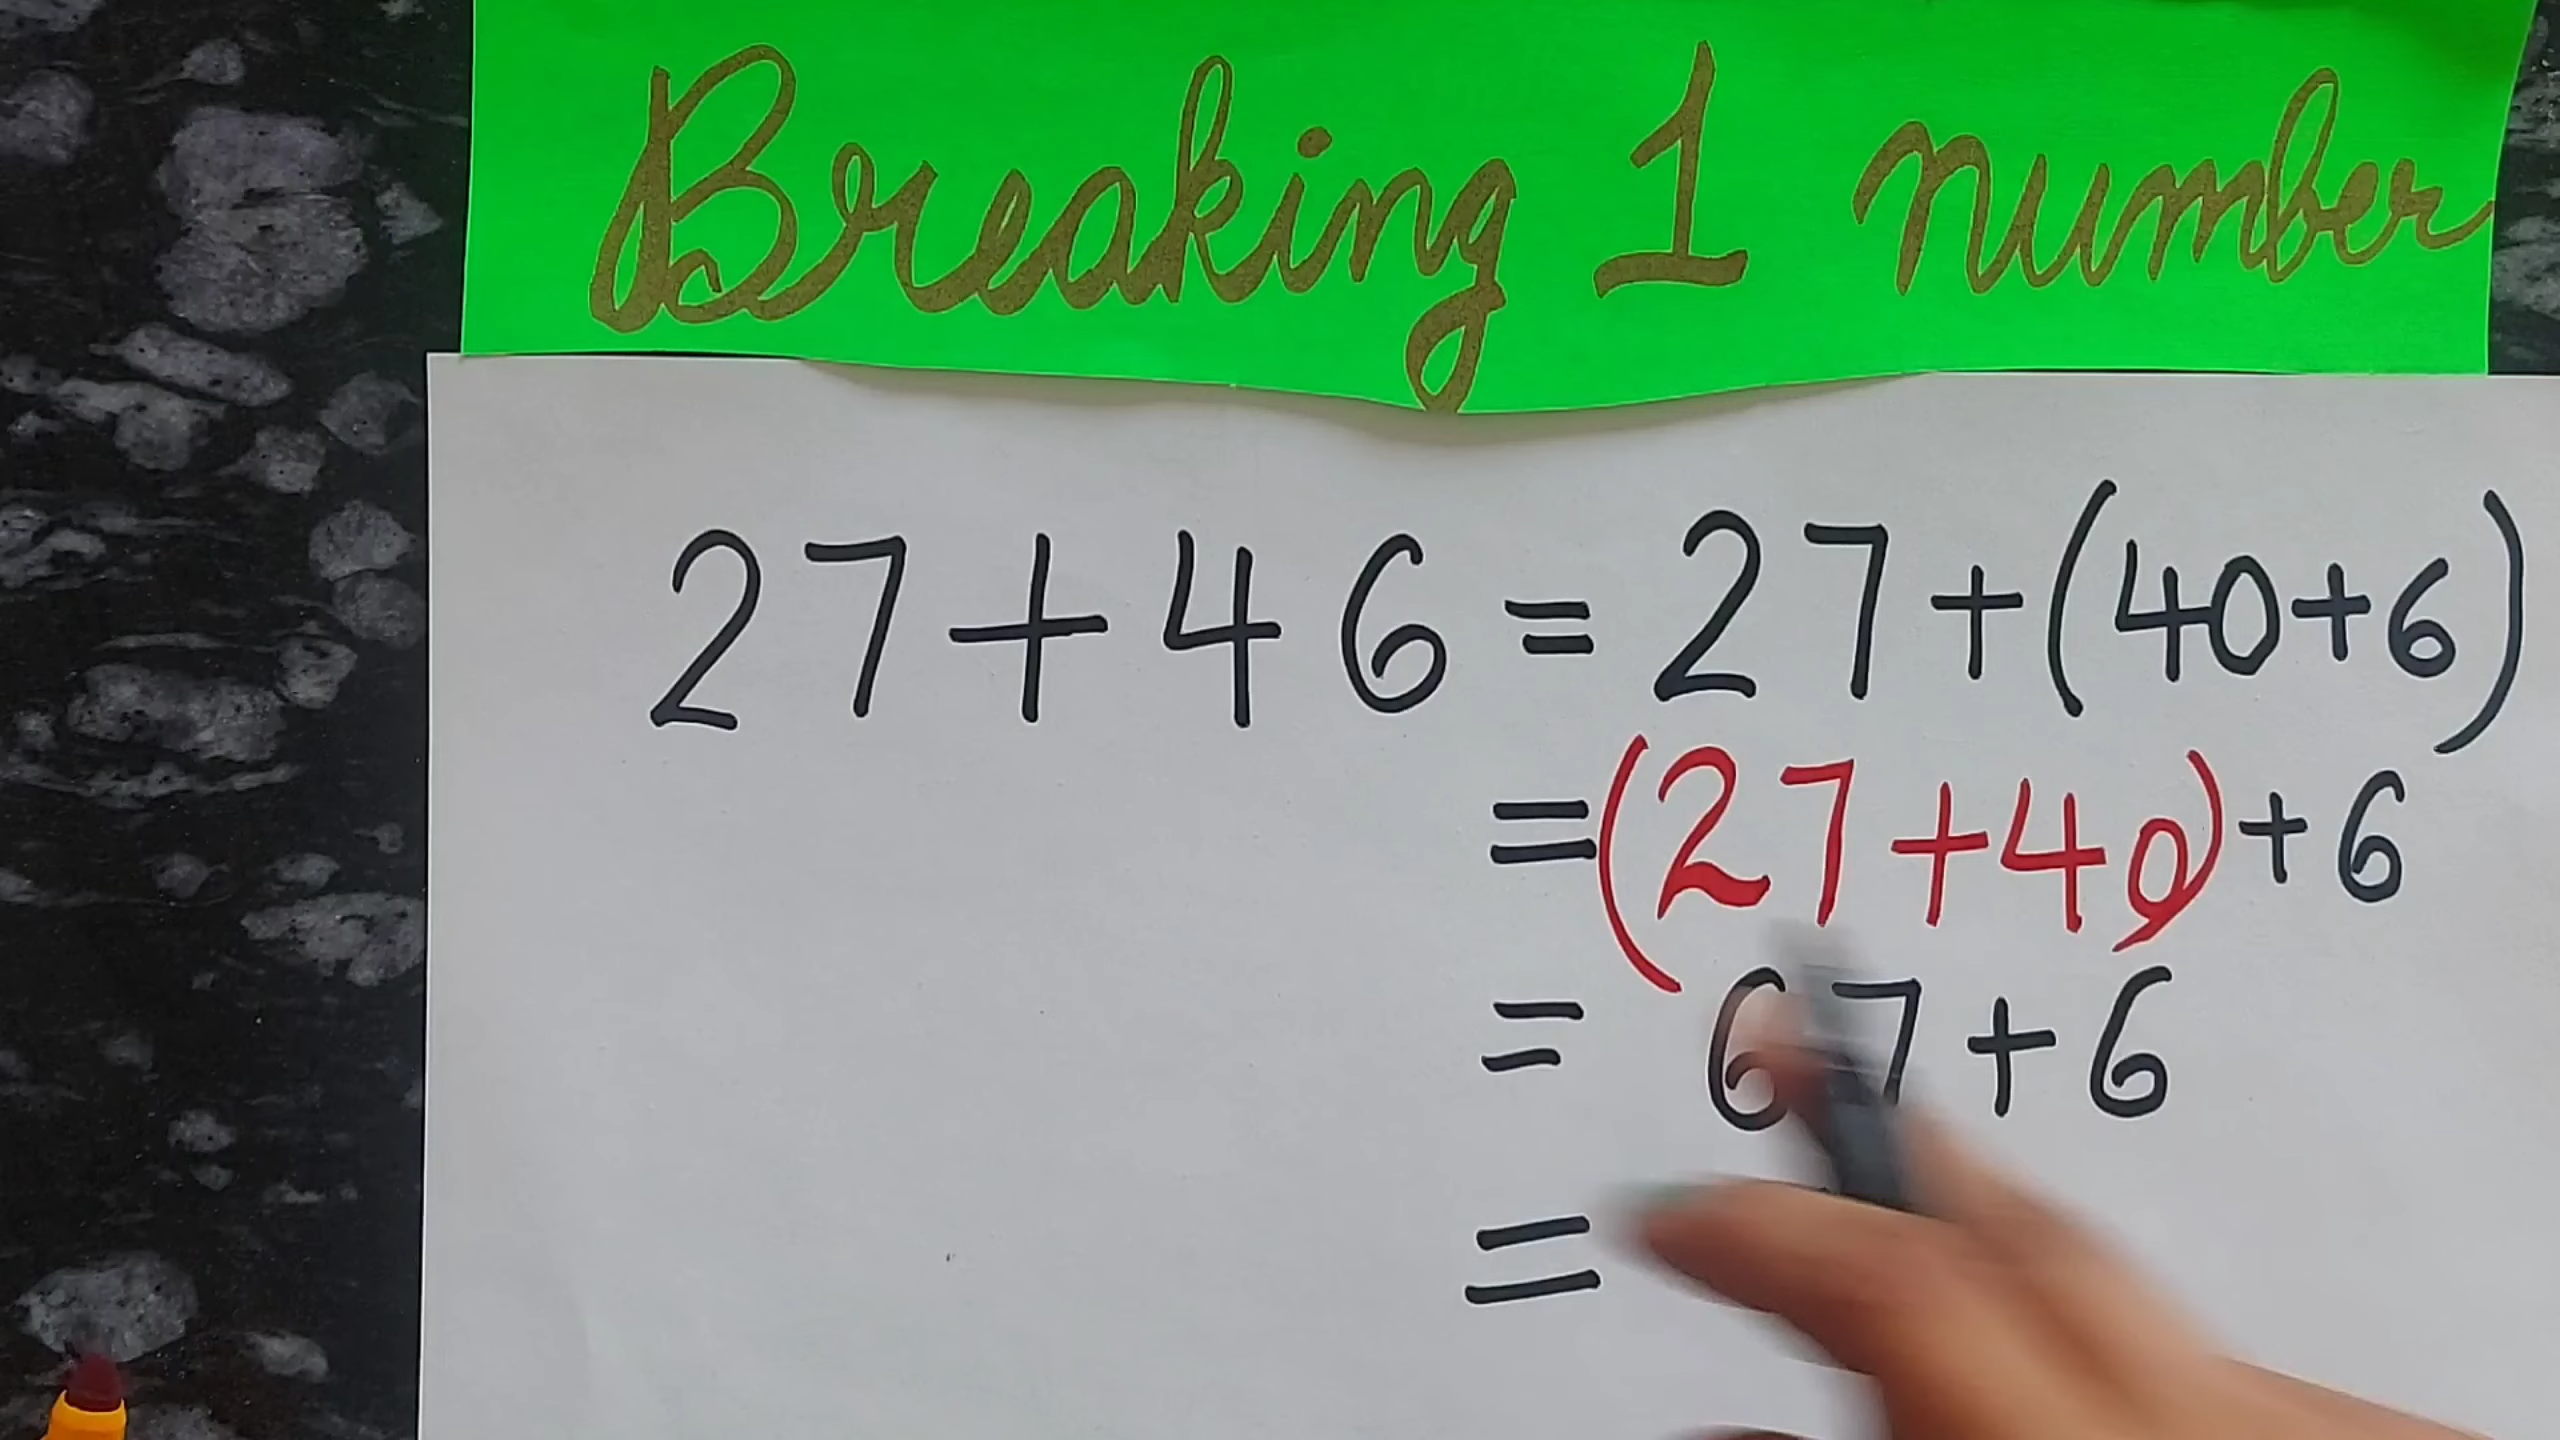 Breaking 1 number
27+46=27+(40+6)
=(27+40)+6
= 67+6
=